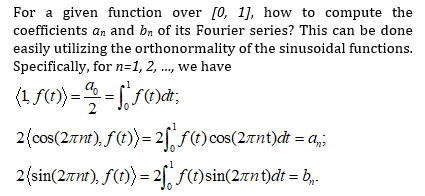 For a given function over [0, 1], how to compute the
coefficients aₙ and bₙ of its Fourier series? This can be done
easily utilizing the orthonormality of the sinusoidal functions.
Specifically, for n=1, 2, …, we have
⟨1, f(t)⟩ = a₀/2 = ∫₀¹ f(t)dt;
2⟨cos(2πnt), f(t)⟩ = 2∫₀¹ f(t)cos(2πnt)dt = aₙ;
2⟨sin(2πnt), f(t)⟩ = 2∫₀¹ f(t)sin(2πnt)dt = bₙ.